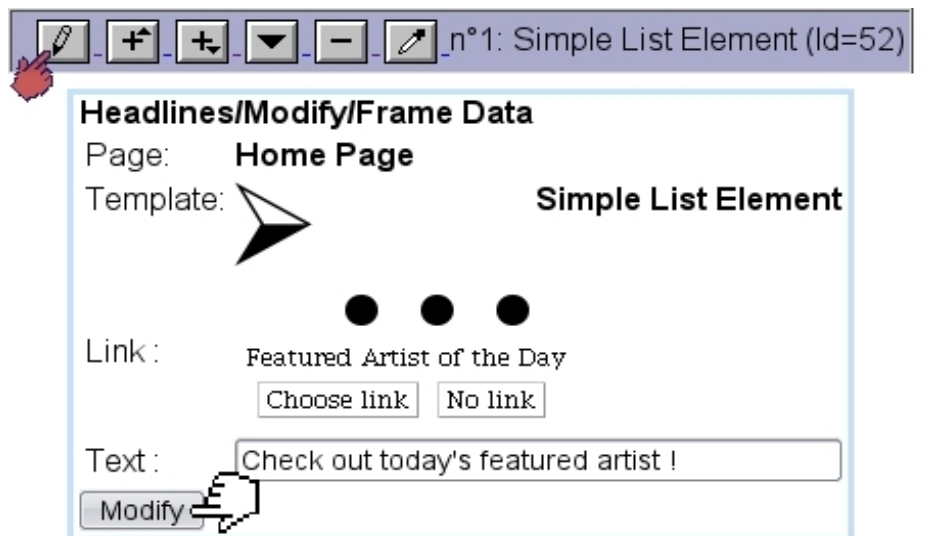 n°1: Simple List Element (Id=52)
Headlines/Modify/Frame Data
Page: Home Page
Template: Simple List Element
Link :
Featured Artist of the Day
Choose link No link
Text : Check out today's featured artist !
Modify